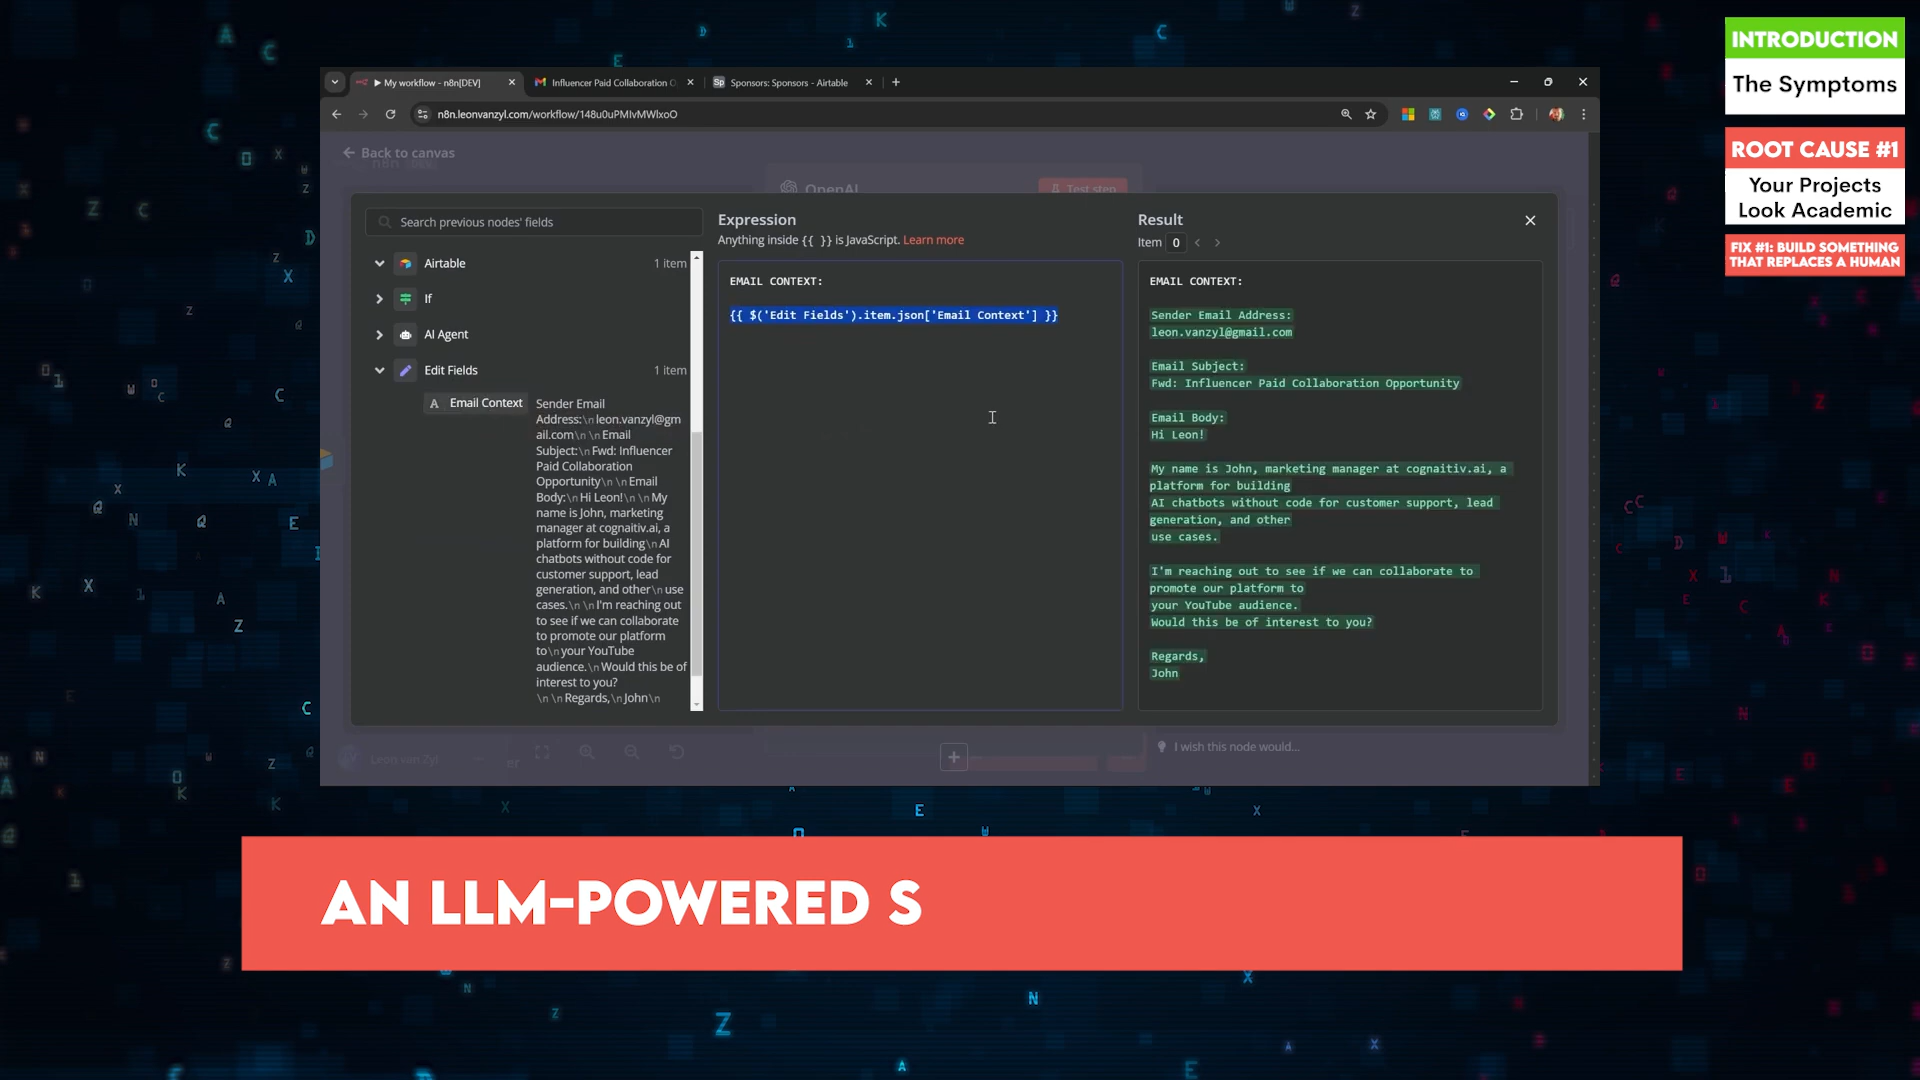 INTRODUCTION
The Symptoms
ROOT CAUSE #1
Your Projects
Look Academic
FIX #1: BUILD SOMETHING
THAT REPLACES A HUMAN
My workflow - n8n[DEV]
Influencer Paid Collaboration O
Sponsors: Sponsors - Airtable
n8n.leonvanzyl.com/workflow/148u0uPMIvMWlxoO
Back to canvas
OpenAI
Test step
Search previous nodes' fields
Airtable
1 item
If
AI Agent
Edit Fields
1 item
A Email Context
Sender Email
Address:\n leon.vanzyl@gm
ail.com\n \n Email
Subject:\n Fwd: Influencer
Paid Collaboration
Opportunity\n \n Email
Body:\n Hi Leon!\n \n My
name is John, marketing
manager at cognaitiv.ai, a
platform for building\n AI
chatbots without code for
customer support, lead
generation, and other\n use
cases.\n \n I'm reaching out
to see if we can collaborate
to promote our platform
to\n your YouTube
audience.\n Would this be of
interest to you?
\n \n Regards,\n John\n
Expression
Anything inside {{ }} is JavaScript. Learn more
EMAIL CONTEXT:
{{ $('Edit Fields').item.json['Email Context'] }}
Result
Item 0
EMAIL CONTEXT:
Sender Email Address:
leon.vanzyl@gmail.com
Email Subject:
Fwd: Influencer Paid Collaboration Opportunity
Email Body:
Hi Leon!
My name is John, marketing manager at cognaitiv.ai, a
platform for building
AI chatbots without code for customer support, lead
generation, and other
use cases.
I'm reaching out to see if we can collaborate to
promote our platform to
your YouTube audience.
Would this be of interest to you?
Regards,
John
Leon van Zyl
I wish this node would...
AN LLM-POWERED S